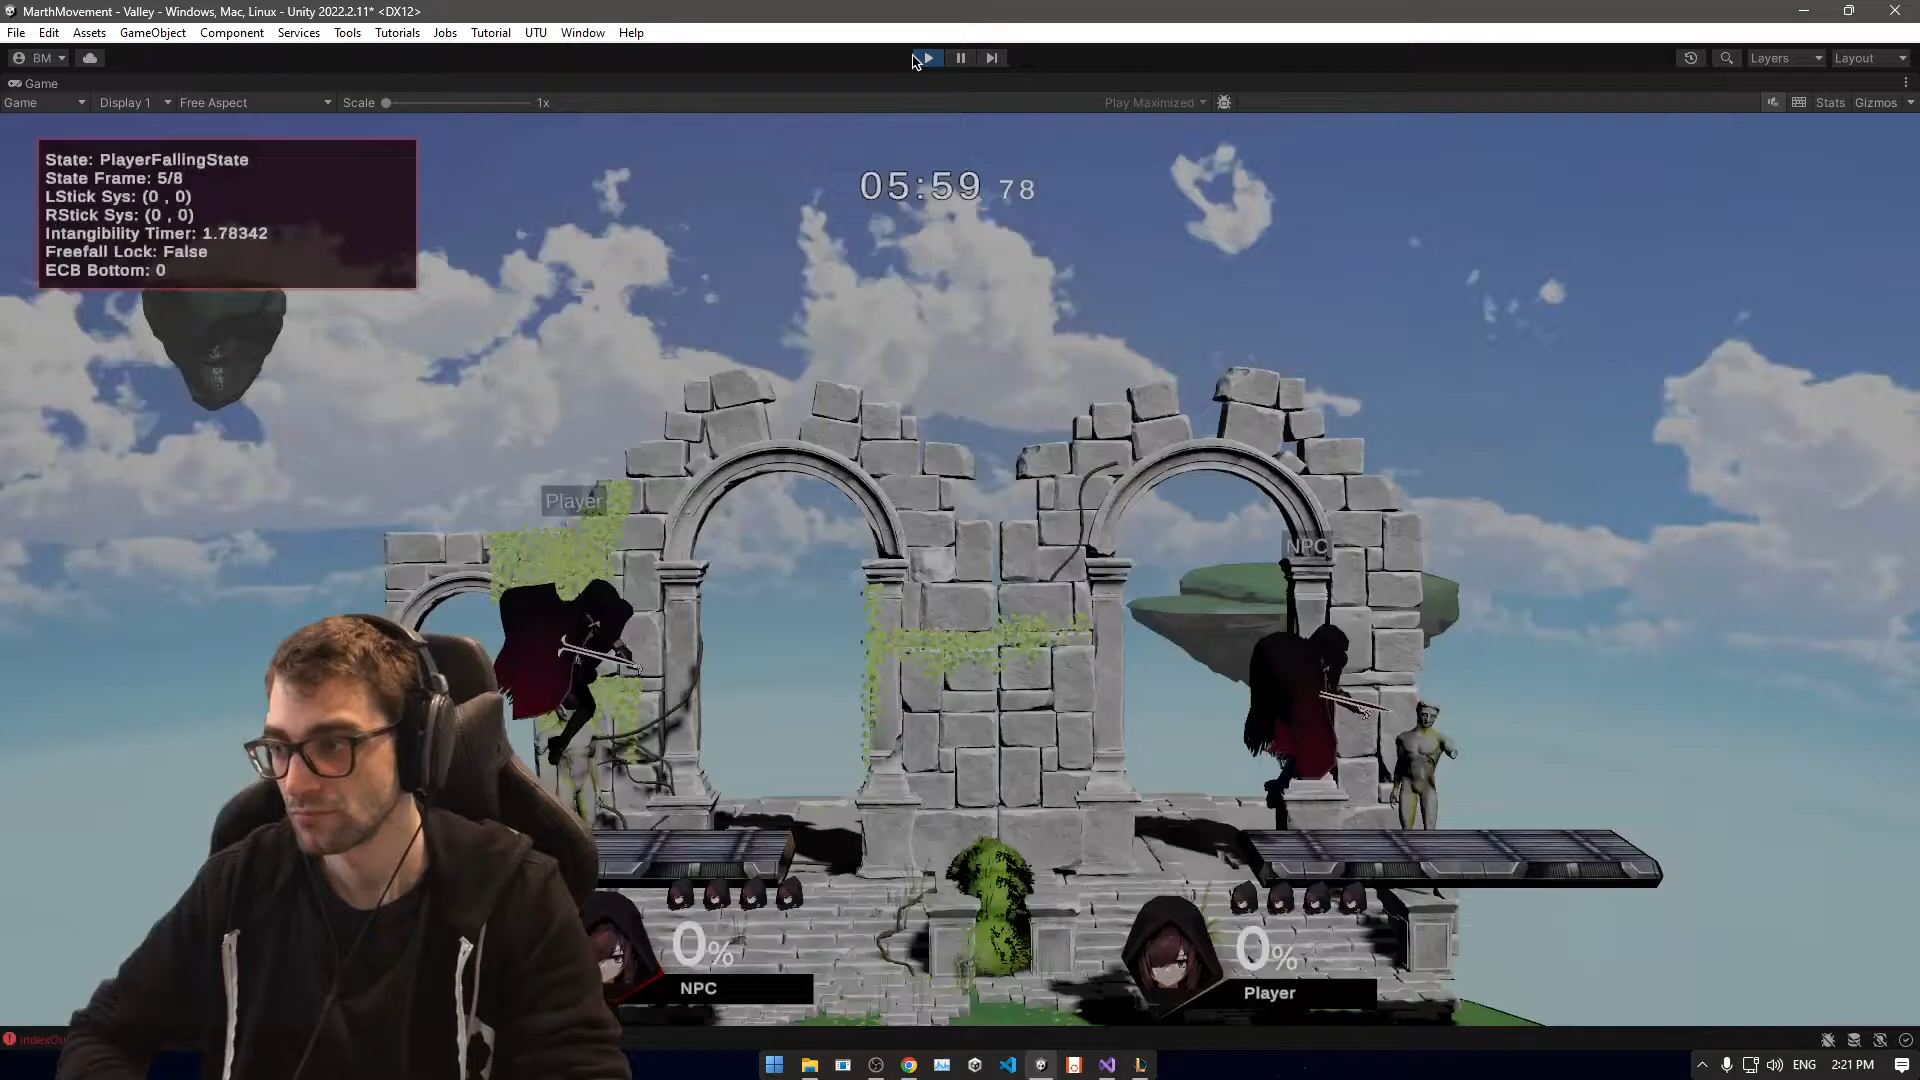 MarthMovement - Valley - Windows, Mac, Linux - Unity 2022.2.11* <DX12>
File Edit Assets GameObject Component Services Tools Tutorials Jobs Tutorial UTU Window Help
BM Layers Layout
Game
Game Display 1 Free Aspect Scale 1x Play Maximized Stats Gizmos
State: PlayerFallingState
State Frame: 5/8
LStick Sys: (0 , 0)
RStick Sys: (0 , 0)
Intangibility Timer: 1.78342
Freefall Lock: False
ECB Bottom: 0
05:59 78
Player
NPC
0% 0%
NPC Player
IndexOu
ENG 2:21 PM